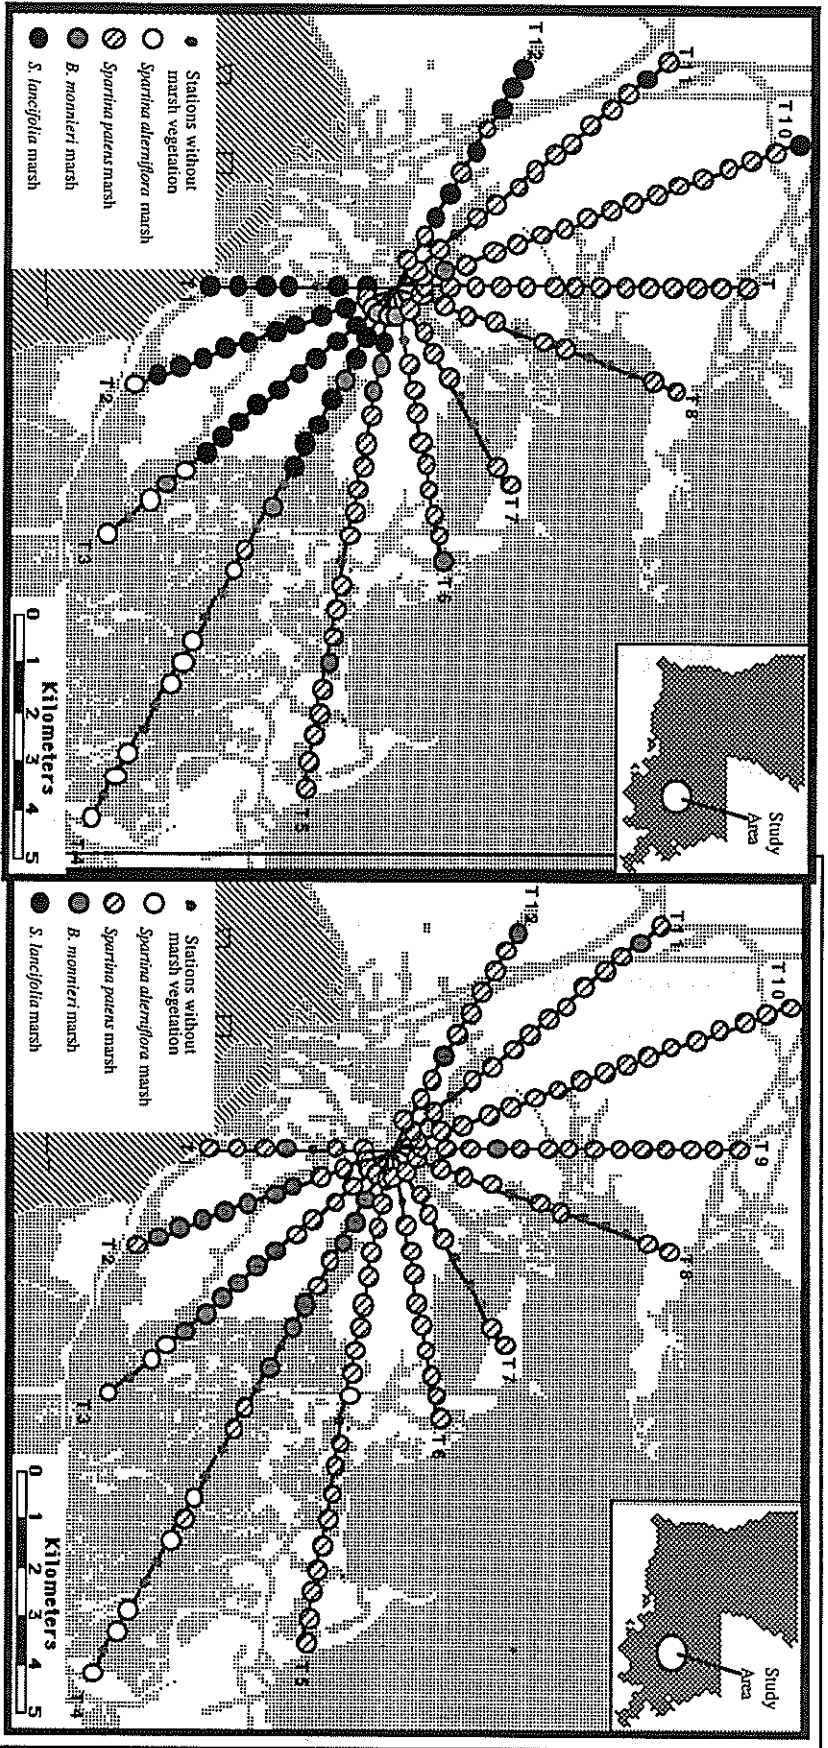 T12
T11
T10
T
T8
T7
T6
T5
T4
T3
T2
T1
Study
Area
Stations without
marsh vegetation
Spartina alterniflora marsh
Spartina patens marsh
B. monnieri marsh
S. lancifolia marsh
0 1 2 3 4 5
Kilometers
T12
T11
T10
T9
T8
T7
T6
T5
T4
T3
T2
T1
Study
Area
Stations without
marsh vegetation
Spartina alterniflora marsh
Spartina patens marsh
B. monnieri marsh
S. lancifolia marsh
0 1 2 3 4 5
Kilometers